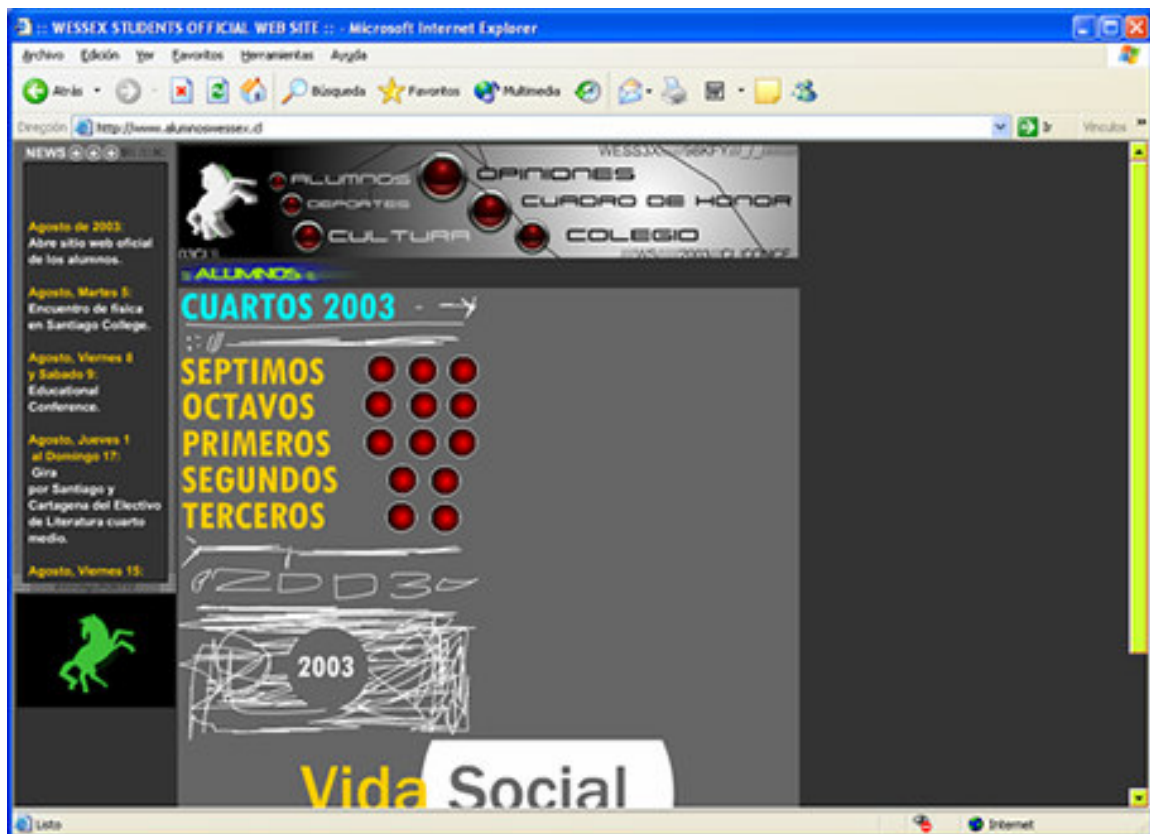 :: WESSEX STUDENTS OFFICIAL WEB SITE :: - Microsoft Internet Explorer
Archivo Edición Ver Favoritos Herramientas Ayuda
Atrás Búsqueda Favoritos Multimedia
Dirección http://www.alumnoswessex.cl Ir Vínculos
NEWS
Agosto de 2003:
Abre sitio web oficial
de los alumnos.
Agosto, Martes 5:
Encuentro de fisica
en Santiago College.
Agosto, Viernes 8
y Sabado 9:
Educational
Conference.
Agosto, Jueves 1
al Domingo 17:
Gira
por Santiago y
Cartagena del Electivo
de Literatura cuarto
medio.
Agosto, Viernes 15:
ALUMNOS
OPINIONES
DEPORTES
CUADRO DE HONOR
CULTURA
COLEGIO
:: ALUMNOS ::
CUARTOS 2003
SEPTIMOS
OCTAVOS
PRIMEROS
SEGUNDOS
TERCEROS
2003
2003
Vida Social
Listo Internet